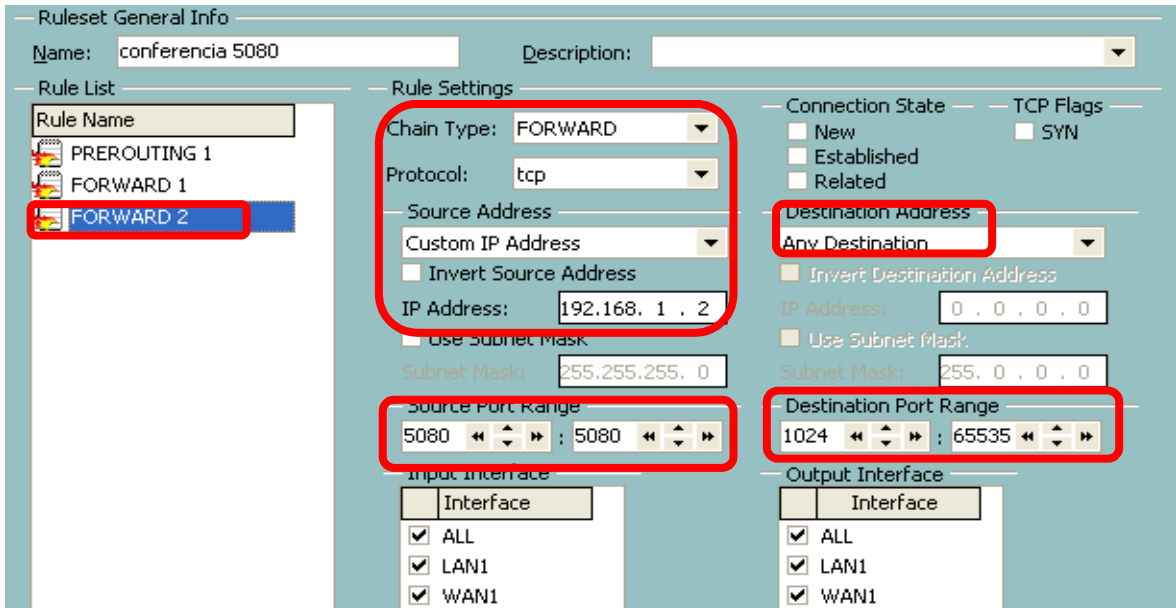 Ruleset General Info
Name: conferencia 5080 Description:
Rule List
Rule Name
PREROUTING 1
FORWARD 1
FORWARD 2
Rule Settings
Chain Type: FORWARD
Protocol: tcp
Source Address
Custom IP Address
Invert Source Address
IP Address: 192.168. 1 . 2
Use Subnet Mask
Subnet Mask: 255.255.255. 0
Source Port Range
5080 : 5080
Input Interface
Interface
ALL
LAN1
WAN1
Connection State
New
Established
Related
TCP Flags
SYN
Destination Address
Any Destination
Invert Destination Address
IP Address: 0 . 0 . 0 . 0
Use Subnet Mask
Subnet Mask: 255. 0 . 0 . 0
Destination Port Range
1024 : 65535
Output Interface
Interface
ALL
LAN1
WAN1